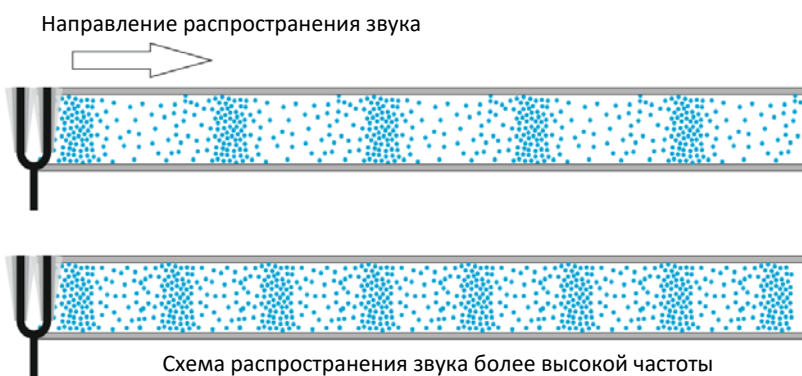 Направление распространения звука
Схема распространения звука более высокой частоты